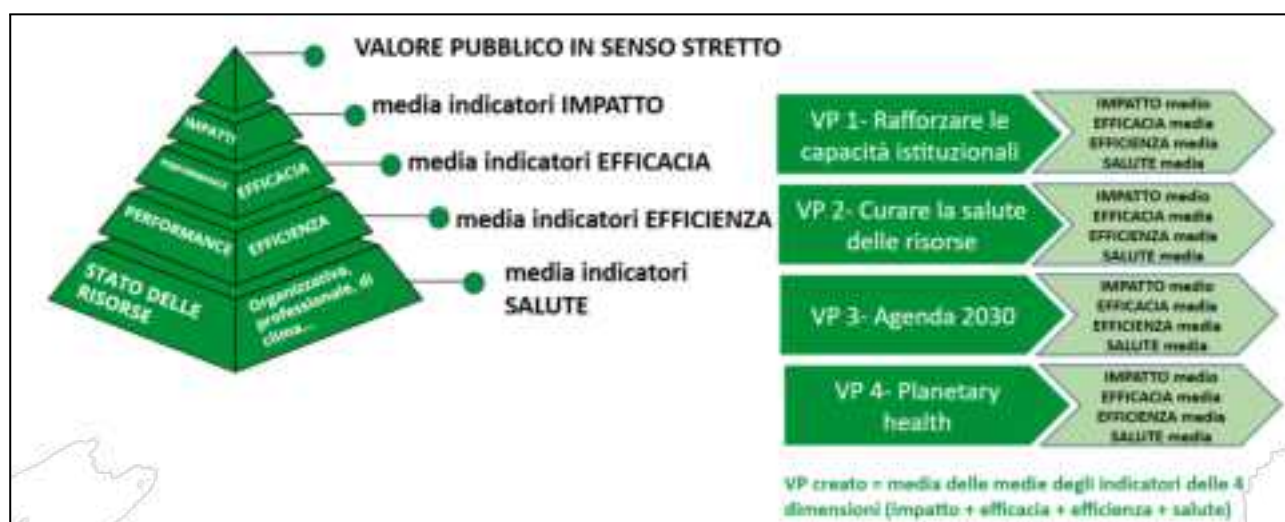 VALORE PUBBLICO IN SENSO STRETTO
media indicatori IMPATTO
media indicatori EFFICACIA
media indicatori EFFICIENZA
media indicatori
SALUTE
IMPATTI
PERFORMANCE
EFFICACIA
PERFORMANCE
EFFICIENZA
STATO DELLE
RISORSE
Organizzativa,
professionale, di
clima...
VP 1- Rafforzare le
capacità istituzionali
IMPATTO medio
EFFICACIA media
EFFICIENZA media
SALUTE media
VP 2- Curare la salute
delle risorse
IMPATTO medio
EFFICACIA media
EFFICIENZA media
SALUTE media
VP 3- Agenda 2030
IMPATTO medio
EFFICACIA media
EFFICIENZA media
SALUTE media
VP 4- Planetary
health
IMPATTO medio
EFFICACIA media
EFFICIENZA media
SALUTE media
VP creato = media delle medie degli indicatori delle 4
dimensioni (impatto + efficacia + efficienza + salute)